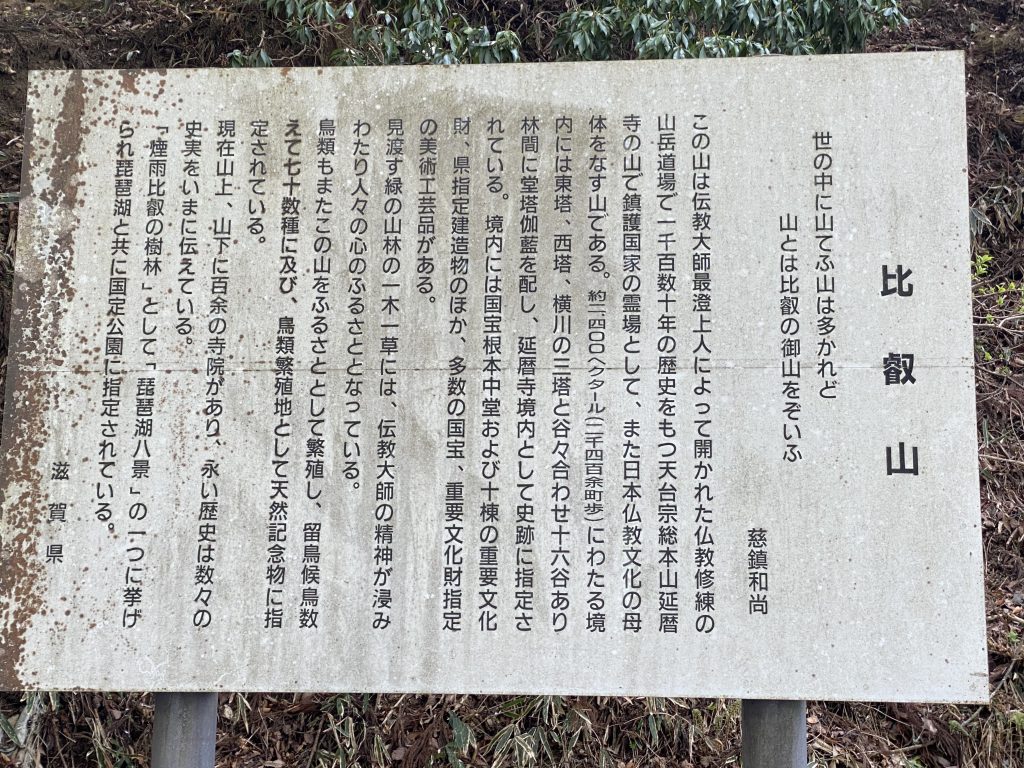 比叡山
世の中に山てふ山は多かれど
山とは比叡の御山をぞいふ
慈鎮和尚
この山は伝教大師最澄上人によって開かれた仏教修練の
山岳道場で一千百数十年の歴史をもつ天台宗総本山延暦
寺の山で鎮護国家の霊場として、また日本仏教文化の母
体をなす山である。約二、四〇〇ヘクタール(二千四百余町歩)にわたる境
内には東塔、西塔、横川の三塔と谷々合わせ十六谷あり
林間に堂塔伽藍を配し、延暦寺境内として史跡に指定さ
れている。境内には国宝根本中堂および十棟の重要文化
財、県指定建造物のほか、多数の国宝、重要文化財指定
の美術工芸品がある。
見渡す緑の山林の一木一草には、伝教大師の精神が浸み
わたり人々の心のふるさととなっている。
鳥類もまたこの山をふるさととして繁殖し、留鳥候鳥数
えて七十数種に及び、鳥類繁殖地として天然記念物に指
定されている。
現在山上、山下に百余の寺院があり、永い歴史は数々の
史実をいまに伝えている。
「煙雨比叡の樹林」として「琵琶湖八景」の一つに挙げ
られ琵琶湖と共に国定公園に指定されている。
滋賀県